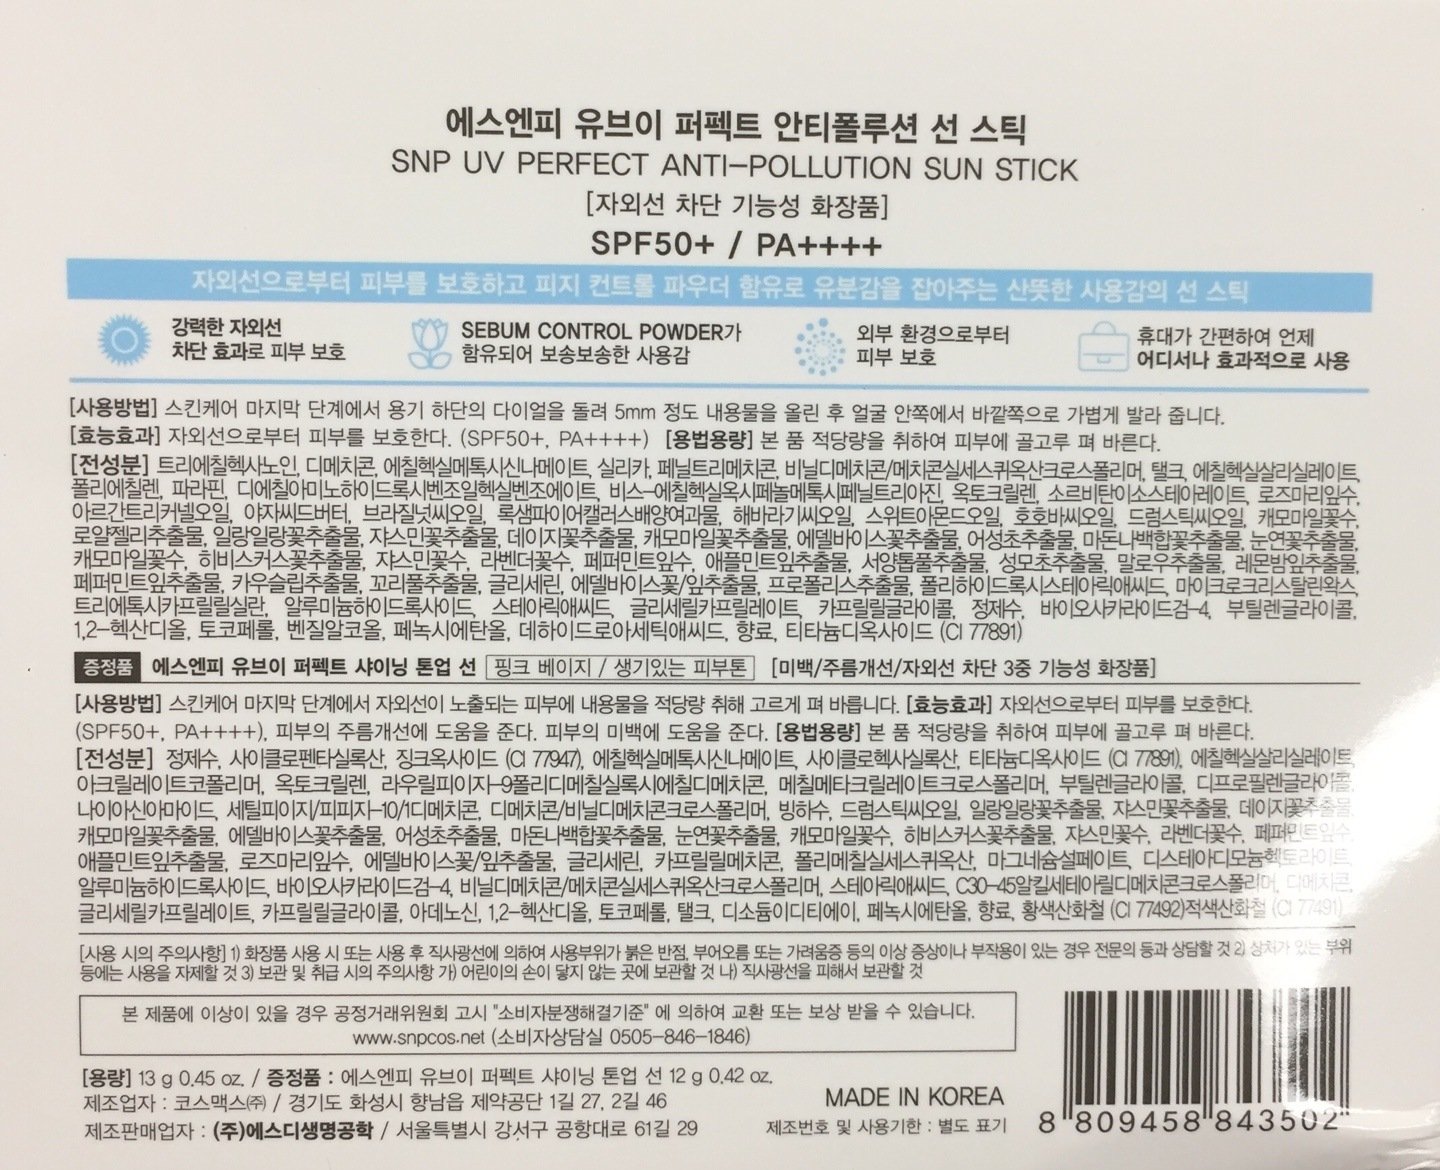 에스엔피 유브이 퍼펙트 안티폴루션 선 스틱
SNP UV PERFECT ANTI-POLLUTION SUN STICK
[자외선 차단 기능성 화장품]
SPF50+ / PA++++
자외선으로부터 피부를 보호하고 피지 컨트롤 파우더 함유로 유분감을 잡아주는 산뜻한 사용감의 선 스틱
강력한 자외선
차단 효과로 피부 보호
SEBUM CONTROL POWDER가
함유되어 보송보송한 사용감
외부 환경으로부터
피부 보호
휴대가 간편하여 언제
어디서나 효과적으로 사용
[사용방법] 스킨케어 마지막 단계에서 용기 하단의 다이얼을 돌려 5mm 정도 내용물을 올린 후 얼굴 안쪽에서 바깥쪽으로 가볍게 발라 줍니다.
[효능효과] 자외선으로부터 피부를 보호한다. (SPF50+, PA++++) [용법용량] 본 품 적당량을 취하여 피부에 골고루 펴 바른다.
[전성분] 트리에칠헥사노인, 디메치콘, 에칠헥실메톡시신나메이트, 실리카, 페닐트리메치콘, 비닐디메치콘/메치콘실세스퀴옥산크로스폴리머, 탤크, 에칠헥실살리실레이트,
폴리에칠렌, 파라핀, 디에칠아미노하이드록시벤조일헥실벤조에이트, 비스-에칠헥실옥시페놀메톡시페닐트리아진, 옥토크릴렌, 소르비탄이소스테아레이트, 로즈마리잎수,
아르간트리커넬오일, 야자씨드버터, 브라질넛씨오일, 록샘파이어캘러스배양여과물, 해바라기씨오일, 스위트아몬드오일, 호호바씨오일, 드럼스틱씨오일, 캐모마일꽃수,
로얄젤리추출물, 일랑일랑꽃추출물, 쟈스민꽃추출물, 데이지꽃추출물, 캐모마일꽃추출물, 에델바이스꽃추출물, 어성초추출물, 마돈나백합꽃추출물, 눈연꽃추출물,
캐모마일꽃수, 히비스커스꽃추출물, 쟈스민꽃수, 라벤더꽃수, 페퍼민트잎수, 애플민트잎추출물, 서양톱풀추출물, 성모초추출물, 말로우추출물, 레몬밤잎추출물,
페퍼민트잎추출물, 카우슬립추출물, 꼬리풀추출물, 글리세린, 에델바이스꽃/잎추출물, 프로폴리스추출물, 폴리하이드록시스테아릭애씨드, 마이크로크리스탈린왁스,
트리에톡시카프릴릴실란, 알루미늄하이드록사이드, 스테아릭애씨드, 글리세릴카프릴레이트, 카프릴릴글라이콜, 정제수, 바이오사카라이드검-4, 부틸렌글라이콜,
1,2-헥산디올, 토코페롤, 벤질알코올, 페녹시에탄올, 데하이드로아세틱애씨드, 향료, 티타늄디옥사이드 (CI 77891)
증정품 에스엔피 유브이 퍼펙트 샤이닝 톤업 선 핑크 베이지 / 생기있는 피부톤 [미백/주름개선/자외선 차단 3중 기능성 화장품]
[사용방법] 스킨케어 마지막 단계에서 자외선이 노출되는 피부에 내용물을 적당량 취해 고르게 펴 바릅니다. [효능효과] 자외선으로부터 피부를 보호한다.
(SPF50+, PA++++), 피부의 주름개선에 도움을 준다. 피부의 미백에 도움을 준다. [용법용량] 본 품 적당량을 취하여 피부에 골고루 펴 바른다.
[전성분] 정제수, 사이클로펜타실록산, 징크옥사이드 (CI 77947), 에칠헥실메톡시신나메이트, 사이클로헥사실록산, 티타늄디옥사이드 (CI 77891), 에칠헥실살리실레이트,
아크릴레이트코폴리머, 옥토크릴렌, 라우릴피이지-9폴리디메칠실록시에칠디메치콘, 메칠메타크릴레이트크로스폴리머, 부틸렌글라이콜, 디프로필렌글라이콜,
나이아신아마이드, 세틸피이지/피피지-10/1디메치콘, 디메치콘/비닐디메치콘크로스폴리머, 빙하수, 드럼스틱씨오일, 일랑일랑꽃추출물, 쟈스민꽃추출물, 데이지꽃추출물,
캐모마일꽃추출물, 에델바이스꽃추출물, 어성초추출물, 마돈나백합꽃추출물, 눈연꽃추출물, 캐모마일꽃수, 히비스커스꽃추출물, 쟈스민꽃수, 라벤더꽃수, 페퍼민트잎수,
애플민트잎추출물, 로즈마리잎수, 에델바이스꽃/잎추출물, 글리세린, 카프릴릴메치콘, 폴리메칠실세스퀴옥산, 마그네슘설페이트, 디스테아디모늄헥토라이트,
알루미늄하이드록사이드, 바이오사카라이드검-4, 비닐디메치콘/메치콘실세스퀴옥산크로스폴리머, 스테아릭애씨드, C30-45알킬세테아릴디메치콘크로스폴리머, 디메치콘,
글리세릴카프릴레이트, 카프릴릴글라이콜, 아데노신, 1,2-헥산디올, 토코페롤, 탤크, 디소듐이디티에이, 페녹시에탄올, 향료, 황색산화철 (CI 77492)적색산화철 (CI 77491)
[사용 시의 주의사항] 1) 화장품 사용 시 또는 사용 후 직사광선에 의하여 사용부위가 붉은 반점, 부어오름 또는 가려움증 등의 이상 증상이나 부작용이 있는 경우 전문의 등과 상담할 것 2) 상처가 있는 부위
등에는 사용을 자제할 것 3) 보관 및 취급 시의 주의사항 가) 어린이의 손이 닿지 않는 곳에 보관할 것 나) 직사광선을 피해서 보관할 것
본 제품에 이상이 있을 경우 공정거래위원회 고시 "소비자분쟁해결기준" 에 의하여 교환 또는 보상 받을 수 있습니다.
www.snpcos.net (소비자상담실 0505-846-1846)
[용량] 13 g 0.45 oz. / 증정품 : 에스엔피 유브이 퍼펙트 샤이닝 톤업 선 12 g 0.42 oz.
제조업자 : 코스맥스㈜ / 경기도 화성시 향남읍 제약공단 1길 27, 2길 46
제조판매업자 : (주)에스디생명공학 / 서울특별시 강서구 공항대로 61길 29
MADE IN KOREA
제조번호 및 사용기한 : 별도 표기
8 809458 843502